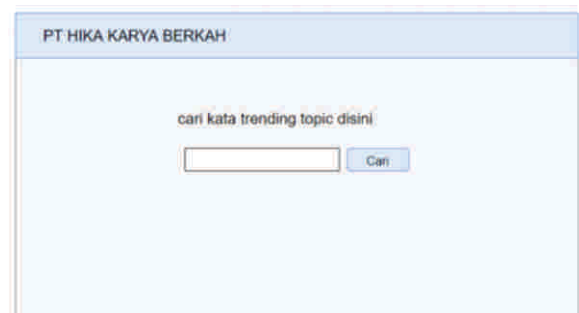 PT HIKA KARYA BERKAH
cari kata trending topic disini
Cari